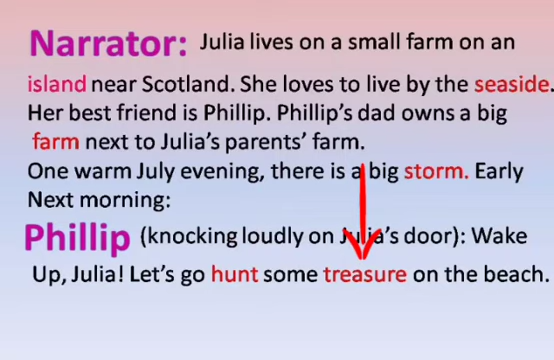 Narrator: Julia lives on a small farm on an
island near Scotland. She loves to live by the seaside.
Her best friend is Phillip. Phillip's dad owns a big
farm next to Julia's parents' farm.
One warm July evening, there is a big storm. Early
Next morning:
Phillip (knocking loudly on Julia's door): Wake
Up, Julia! Let's go hunt some treasure on the beach.